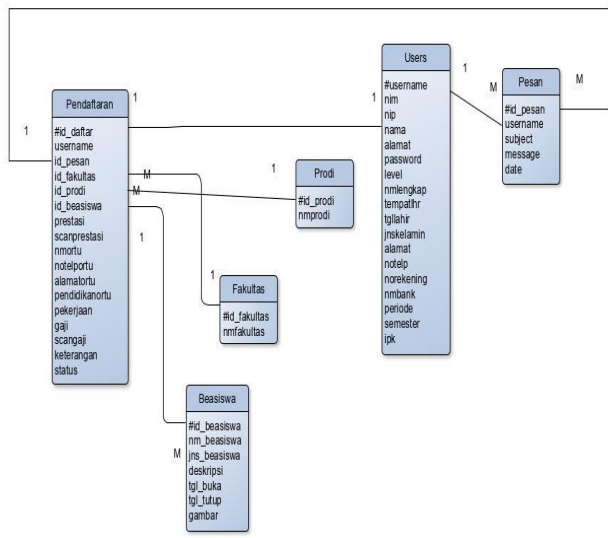 Pendaftaran
#id_daftar
username
id_pesan
id_fakultas
id_prodi
id_beasiswa
prestasi
scanprestasi
nmortu
notelportu
alamatortu
pendidikanortu
pekerjaan
gaji
scangaji
keterangan
status
Users
#username
nim
nip
nama
alamat
password
level
nmlengkap
tempatlhr
tgllahir
jnskelamin
alamat
notelp
norekening
nmbank
periode
semester
ipk
Pesan
#id_pesan
username
subject
message
date
Prodi
#id_prodi
nmprodi
Fakultas
#id_fakultas
nmfakultas
Beasiswa
#id_beasiswa
nm_beasiswa
jns_beasiswa
deskripsi
tgl_buka
tgl_tutup
gambar
1
1
1
1
M
M
M
M
1
1
1
M